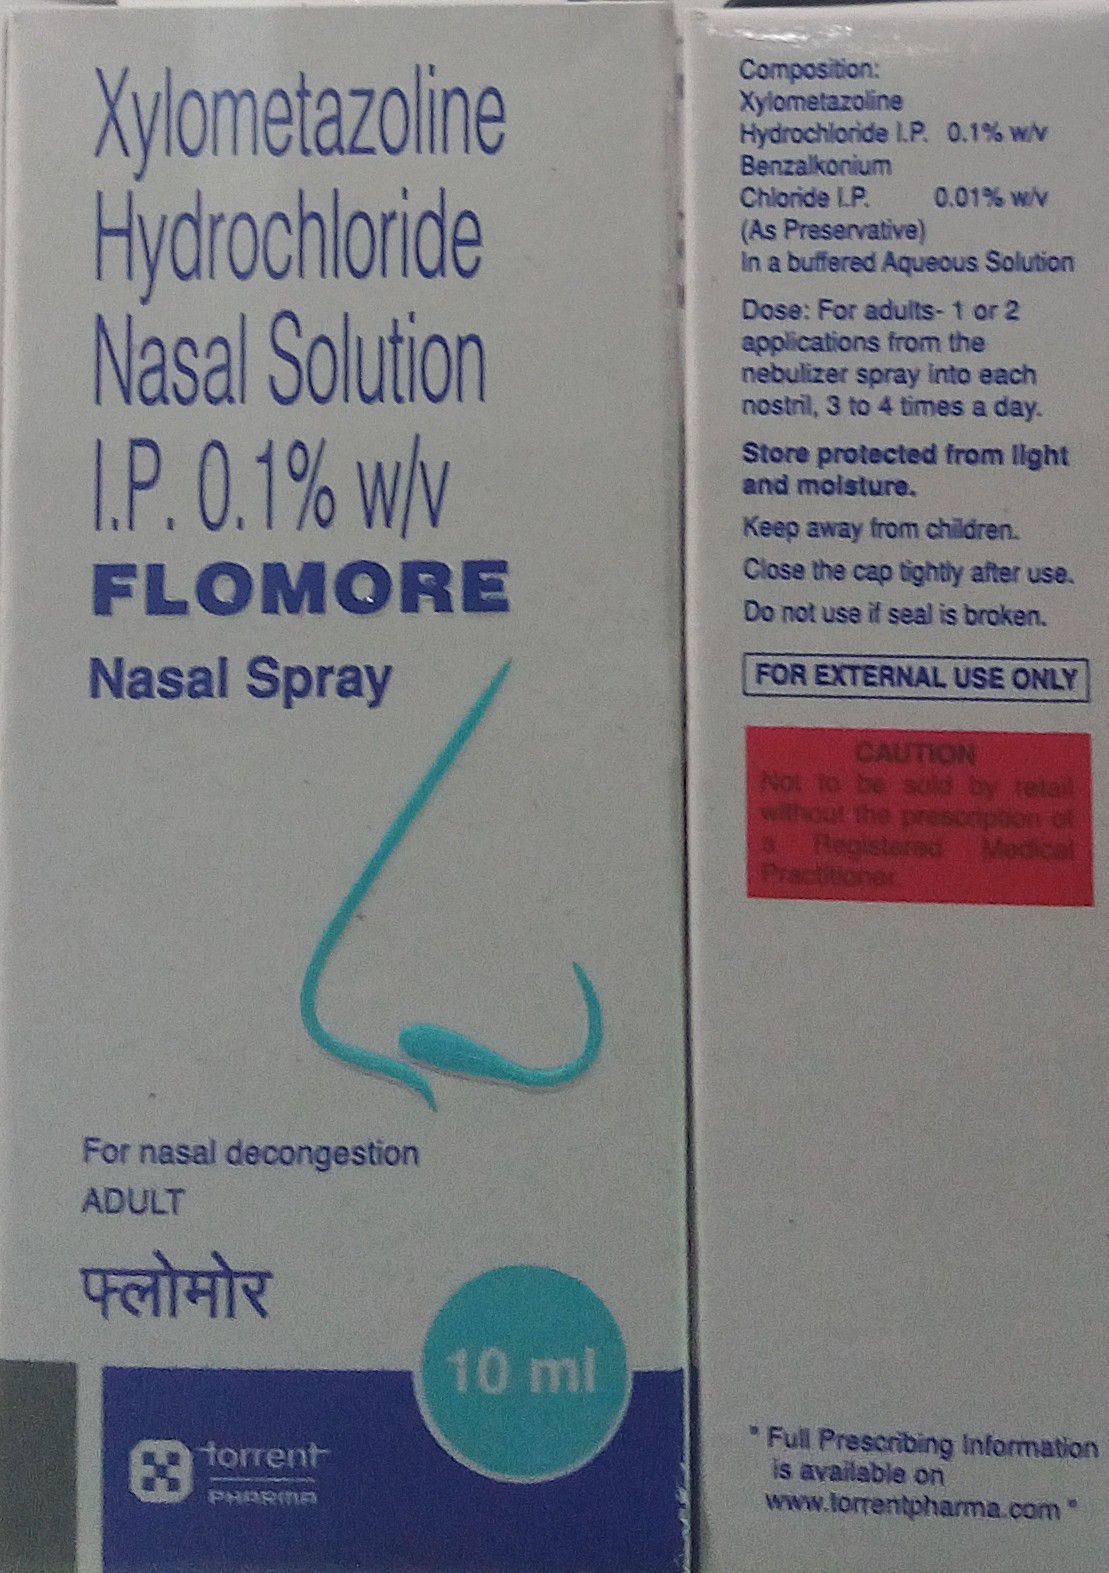 Xylometazoline
Hydrochloride
Nasal Solution
I.P. 0.1% w/v
FLOMORE
Nasal Spray
For nasal decongestion
ADULT
फ्लोमोर
10 ml
torrent
PHARMA
Composition:
Xylometazoline
Hydrochloride I.P. 0.1% w/v
Benzalkonium
Chloride I.P. 0.01% w/v
(As Preservative)
In a buffered Aqueous Solution
Dose: For adults- 1 or 2
applications from the
nebulizer spray into each
nostril, 3 to 4 times a day.
Store protected from light
and moisture.
Keep away from children.
Close the cap tightly after use.
Do not use if seal is broken.
FOR EXTERNAL USE ONLY
CAUTION
Not to be sold by retail
without the prescription of
a Registered Medical
Practitioner.
* Full Prescribing Information
is available on
www.torrentpharma.com *